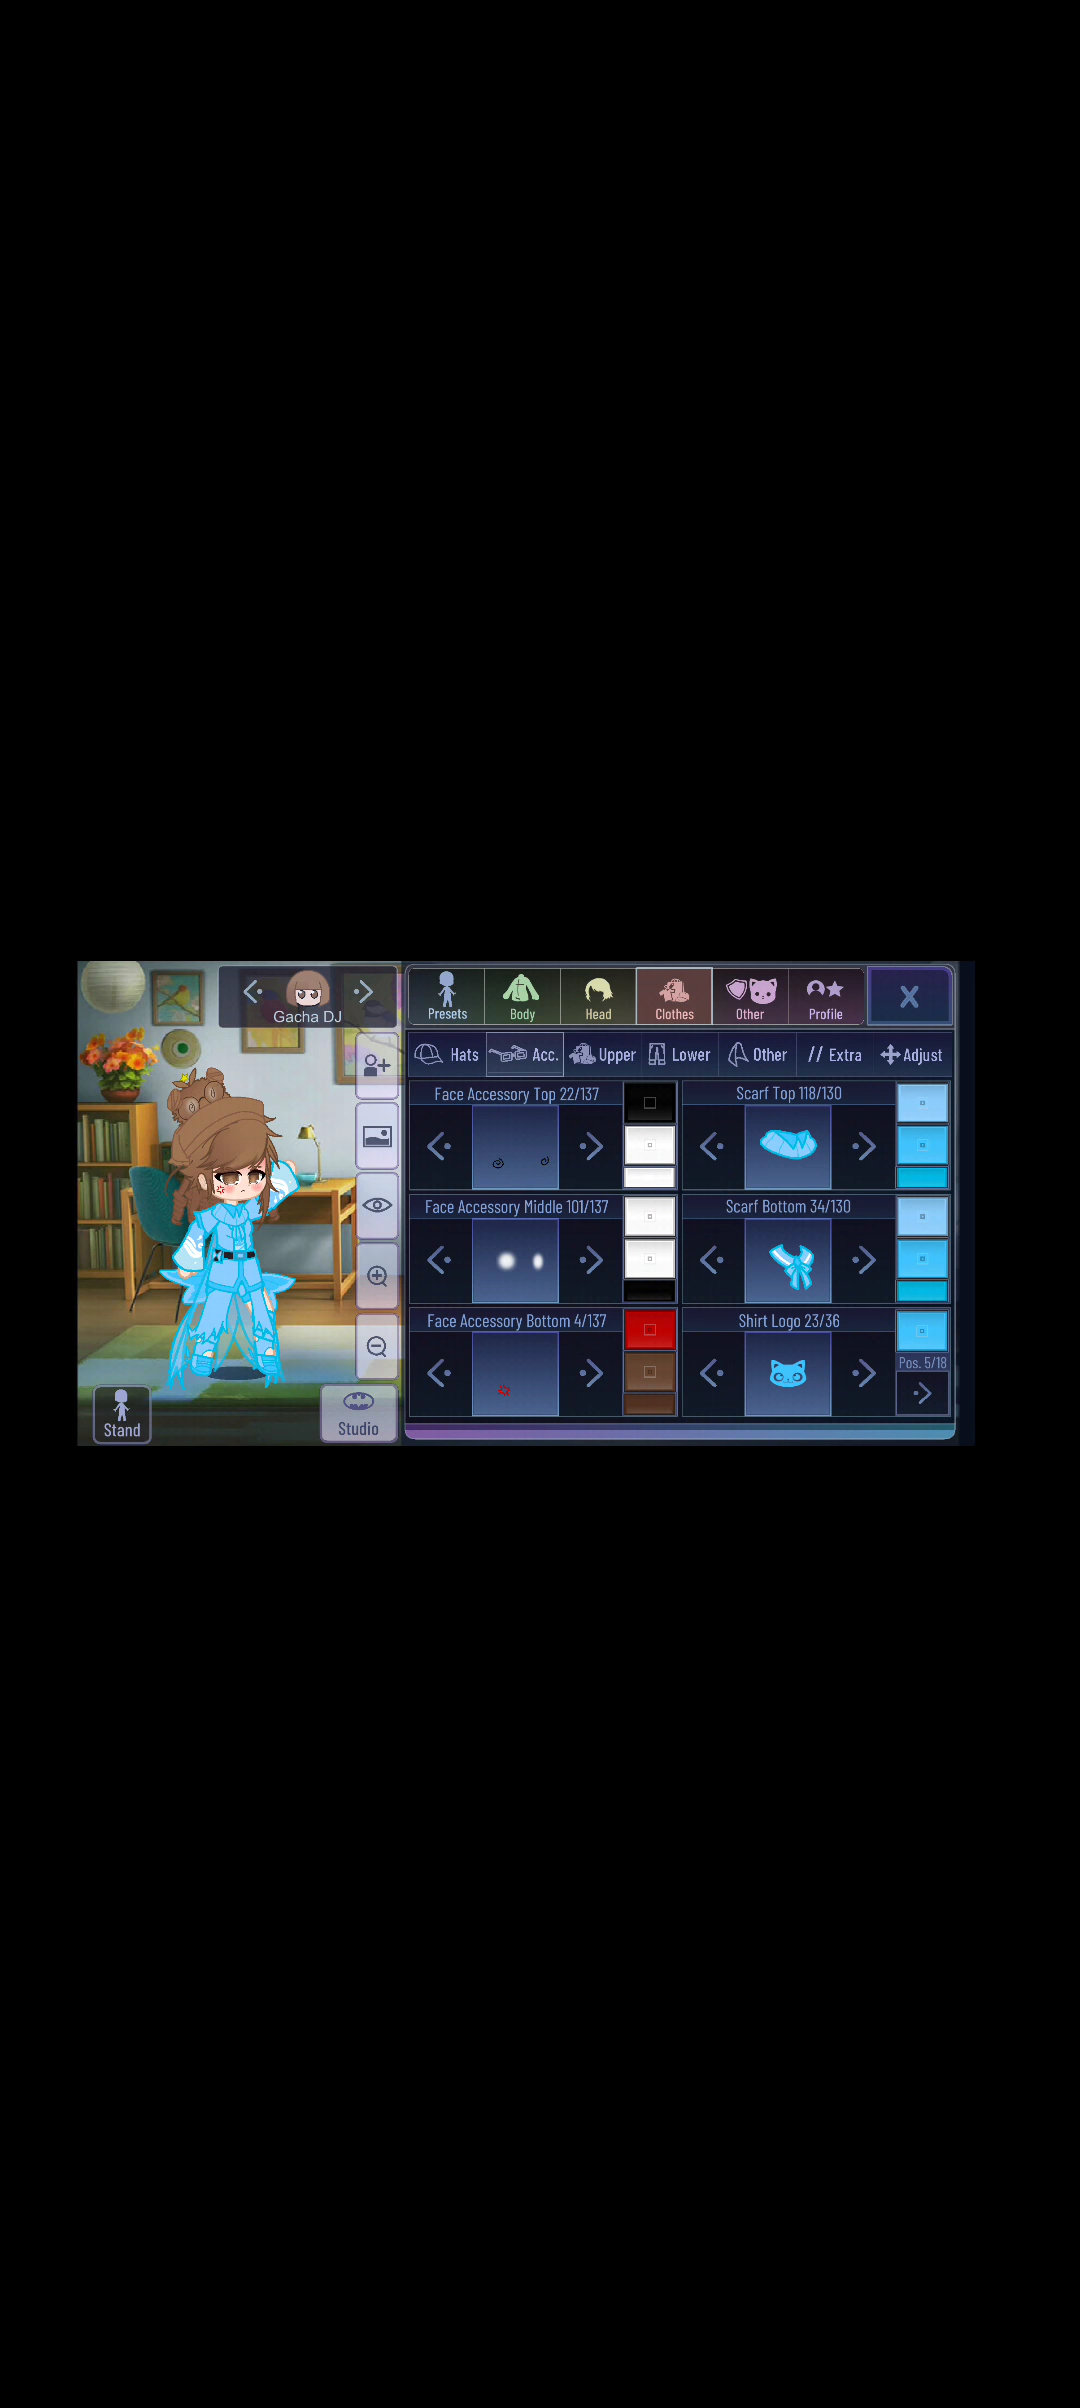 Gacha DJ
Presets
Body
Head
Clothes
Other
Profile
X
Hats
Acc.
Upper
Lower
Other
Extra
Adjust
Face Accessory Top 22/137
Scarf Top 118/130
Face Accessory Middle 101/137
Scarf Bottom 34/130
Face Accessory Bottom 4/137
Shirt Logo 23/36
Pos. 5/18
Stand
Studio